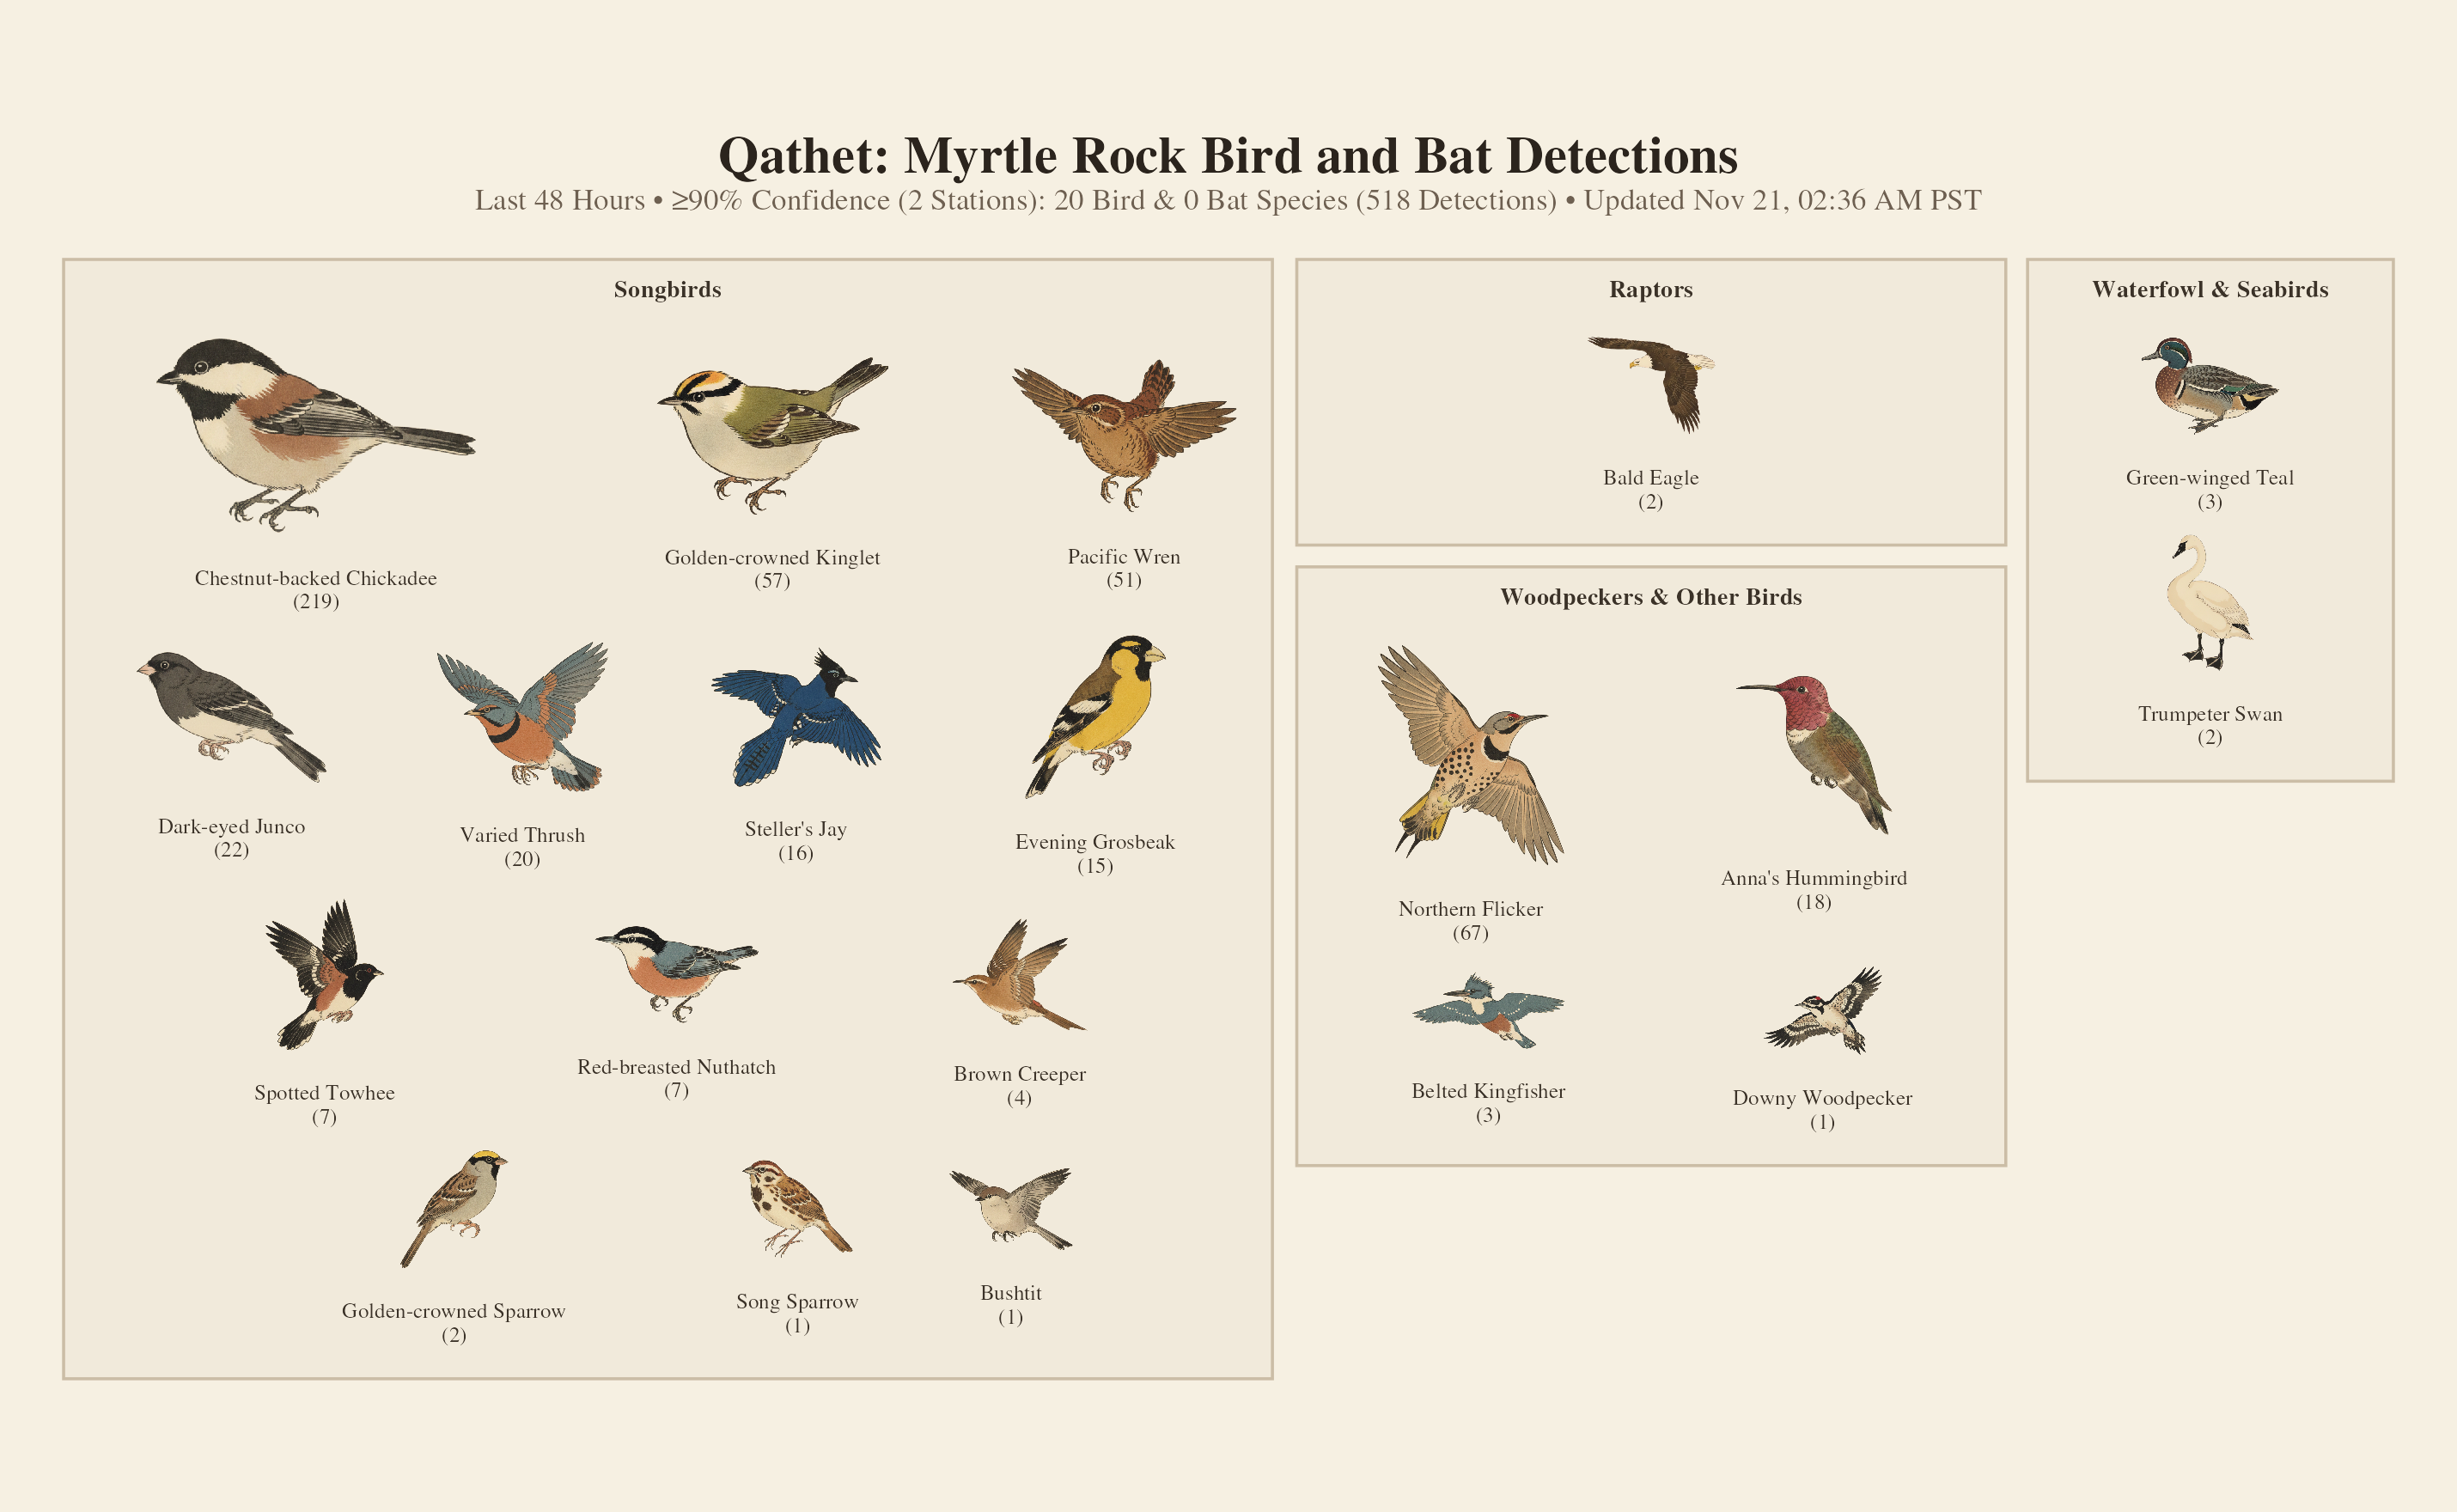 Qathet: Myrtle Rock Bird and Bat Detections
Last 48 Hours • ≥90% Confidence (2 Stations): 20 Bird & 0 Bat Species (518 Detections) • Updated Nov 21, 02:36 AM PST
Songbirds
Chestnut-backed Chickadee
(219)
Golden-crowned Kinglet
(57)
Pacific Wren
(51)
Dark-eyed Junco
(22)
Varied Thrush
(20)
Steller's Jay
(16)
Evening Grosbeak
(15)
Spotted Towhee
(7)
Red-breasted Nuthatch
(7)
Brown Creeper
(4)
Golden-crowned Sparrow
(2)
Song Sparrow
(1)
Bushtit
(1)
Raptors
Bald Eagle
(2)
Woodpeckers & Other Birds
Northern Flicker
(67)
Anna's Hummingbird
(18)
Belted Kingfisher
(3)
Downy Woodpecker
(1)
Waterfowl & Seabirds
Green-winged Teal
(3)
Trumpeter Swan
(2)